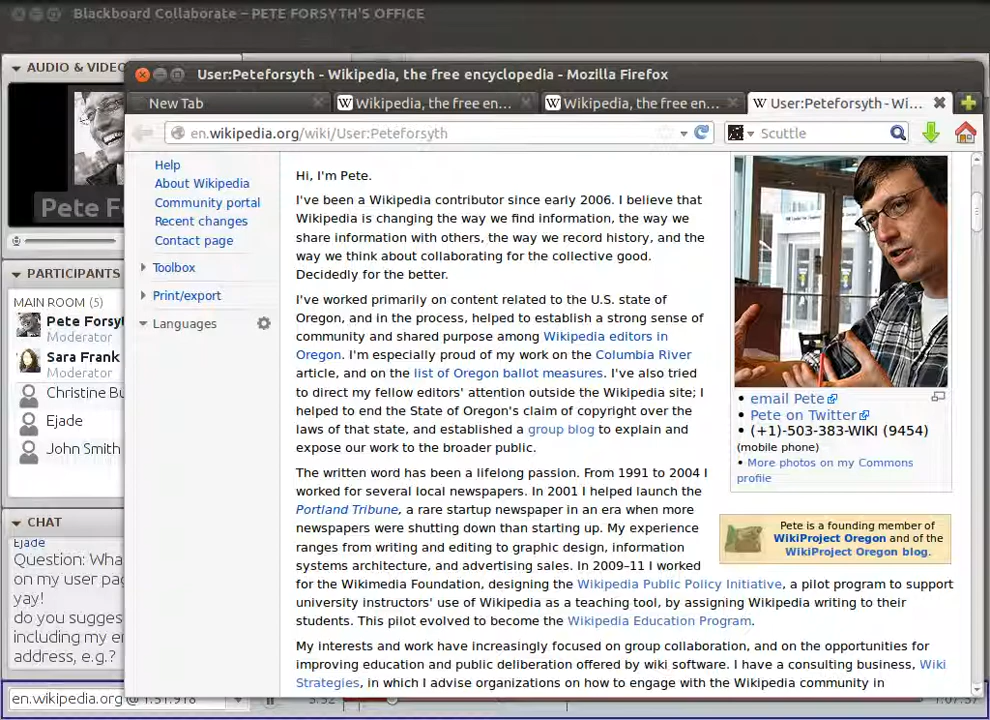 Blackboard Collaborate – PETE FORSYTH'S OFFICE
AUDIO & VIDEO
Pete F
PARTICIPANTS
MAIN ROOM (5)
Pete Forsy
Moderator
Sara Frank
Moderator
Christine Bu
Ejade
John Smith
CHAT
Ejade
Question: Wha
on my user pa
yay!
do you sugges
including my e
address, e.g.?
en.wikipedia.org @ 1:51.918
3:52
1:07:37
User:Peteforsyth - Wikipedia, the free encyclopedia - Mozilla Firefox
New Tab
Wikipedia, the free en...
Wikipedia, the free en...
User:Peteforsyth - Wi...
en.wikipedia.org/wiki/User:Peteforsyth
Scuttle
Help
About Wikipedia
Community portal
Recent changes
Contact page
Toolbox
Print/export
Languages
Hi, I'm Pete.
I've been a Wikipedia contributor since early 2006. I believe that
Wikipedia is changing the way we find information, the way we
share information with others, the way we record history, and the
way we think about collaborating for the collective good.
Decidedly for the better.
I've worked primarily on content related to the U.S. state of
Oregon, and in the process, helped to establish a strong sense of
community and shared purpose among Wikipedia editors in
Oregon. I'm especially proud of my work on the Columbia River
article, and on the list of Oregon ballot measures. I've also tried
to direct my fellow editors' attention outside the Wikipedia site; I
helped to end the State of Oregon's claim of copyright over the
laws of that state, and established a group blog to explain and
expose our work to the broader public.
The written word has been a lifelong passion. From 1991 to 2004 I
worked for several local newspapers. In 2001 I helped launch the
Portland Tribune, a rare startup newspaper in an era when more
newspapers were shutting down than starting up. My experience
ranges from writing and editing to graphic design, information
systems architecture, and advertising sales. In 2009–11 I worked
for the Wikimedia Foundation, designing the Wikipedia Public Policy Initiative, a pilot program to support
university instructors' use of Wikipedia as a teaching tool, by assigning Wikipedia writing to their
students. This pilot evolved to become the Wikipedia Education Program.
My interests and work have increasingly focused on group collaboration, and on the opportunities for
improving education and public deliberation offered by wiki software. I have a consulting business, Wiki
Strategies, in which I advise organizations on how to engage with the Wikipedia community in
• email Pete
• Pete on Twitter
• (+1)-503-383-WIKI (9454)
(mobile phone)
• More photos on my Commons
profile
Pete is a founding member of
WikiProject Oregon and of the
WikiProject Oregon blog.